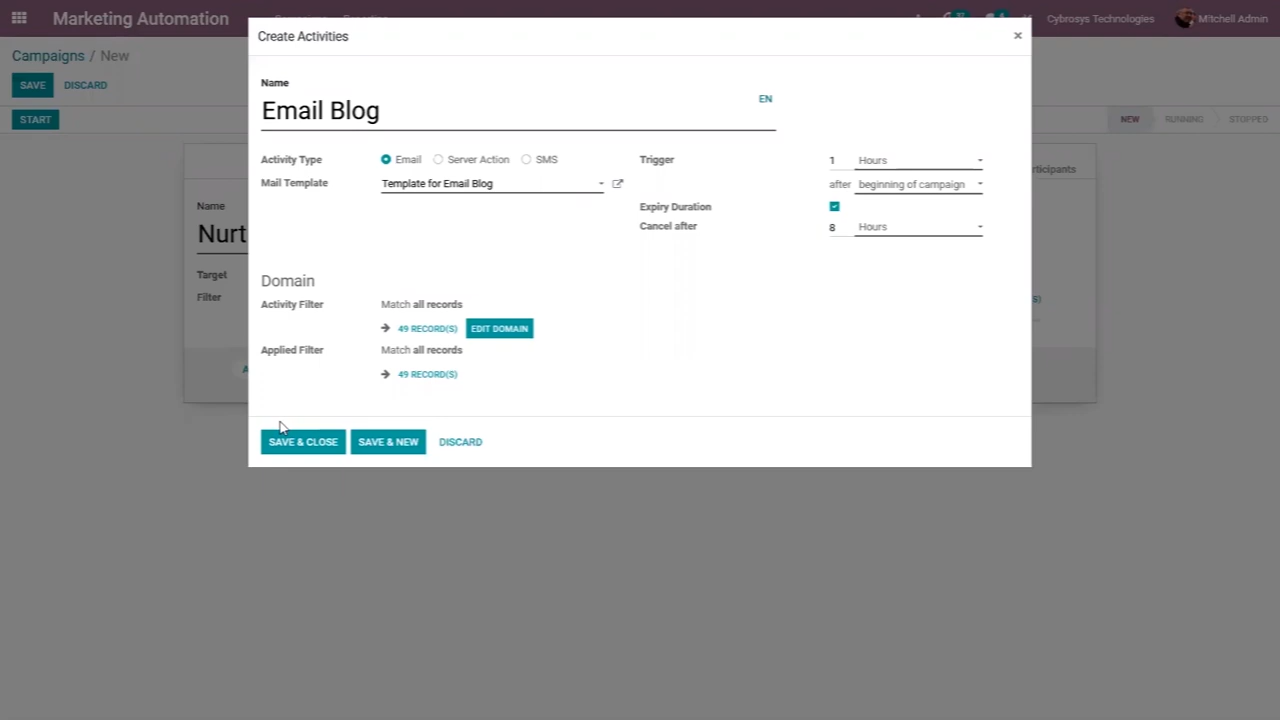 Marketing Automation
Cybrosys Technologies
Mitchell Admin
Create Activities
×
Campaigns / New
SAVE
DISCARD
Name
Email Blog
EN
START
NEW
RUNNING
STOPPED
Activity Type
Email
Server Action
SMS
Trigger
1
Hours
Mail Template
Template for Email Blog
after
beginning of campaign
Expiry Duration
Cancel after
8
Hours
Name
Nurt
Target
Filter
Domain
Activity Filter
Match all records
49 RECORD(S)
EDIT DOMAIN
Applied Filter
Match all records
49 RECORD(S)
SAVE & CLOSE
SAVE & NEW
DISCARD